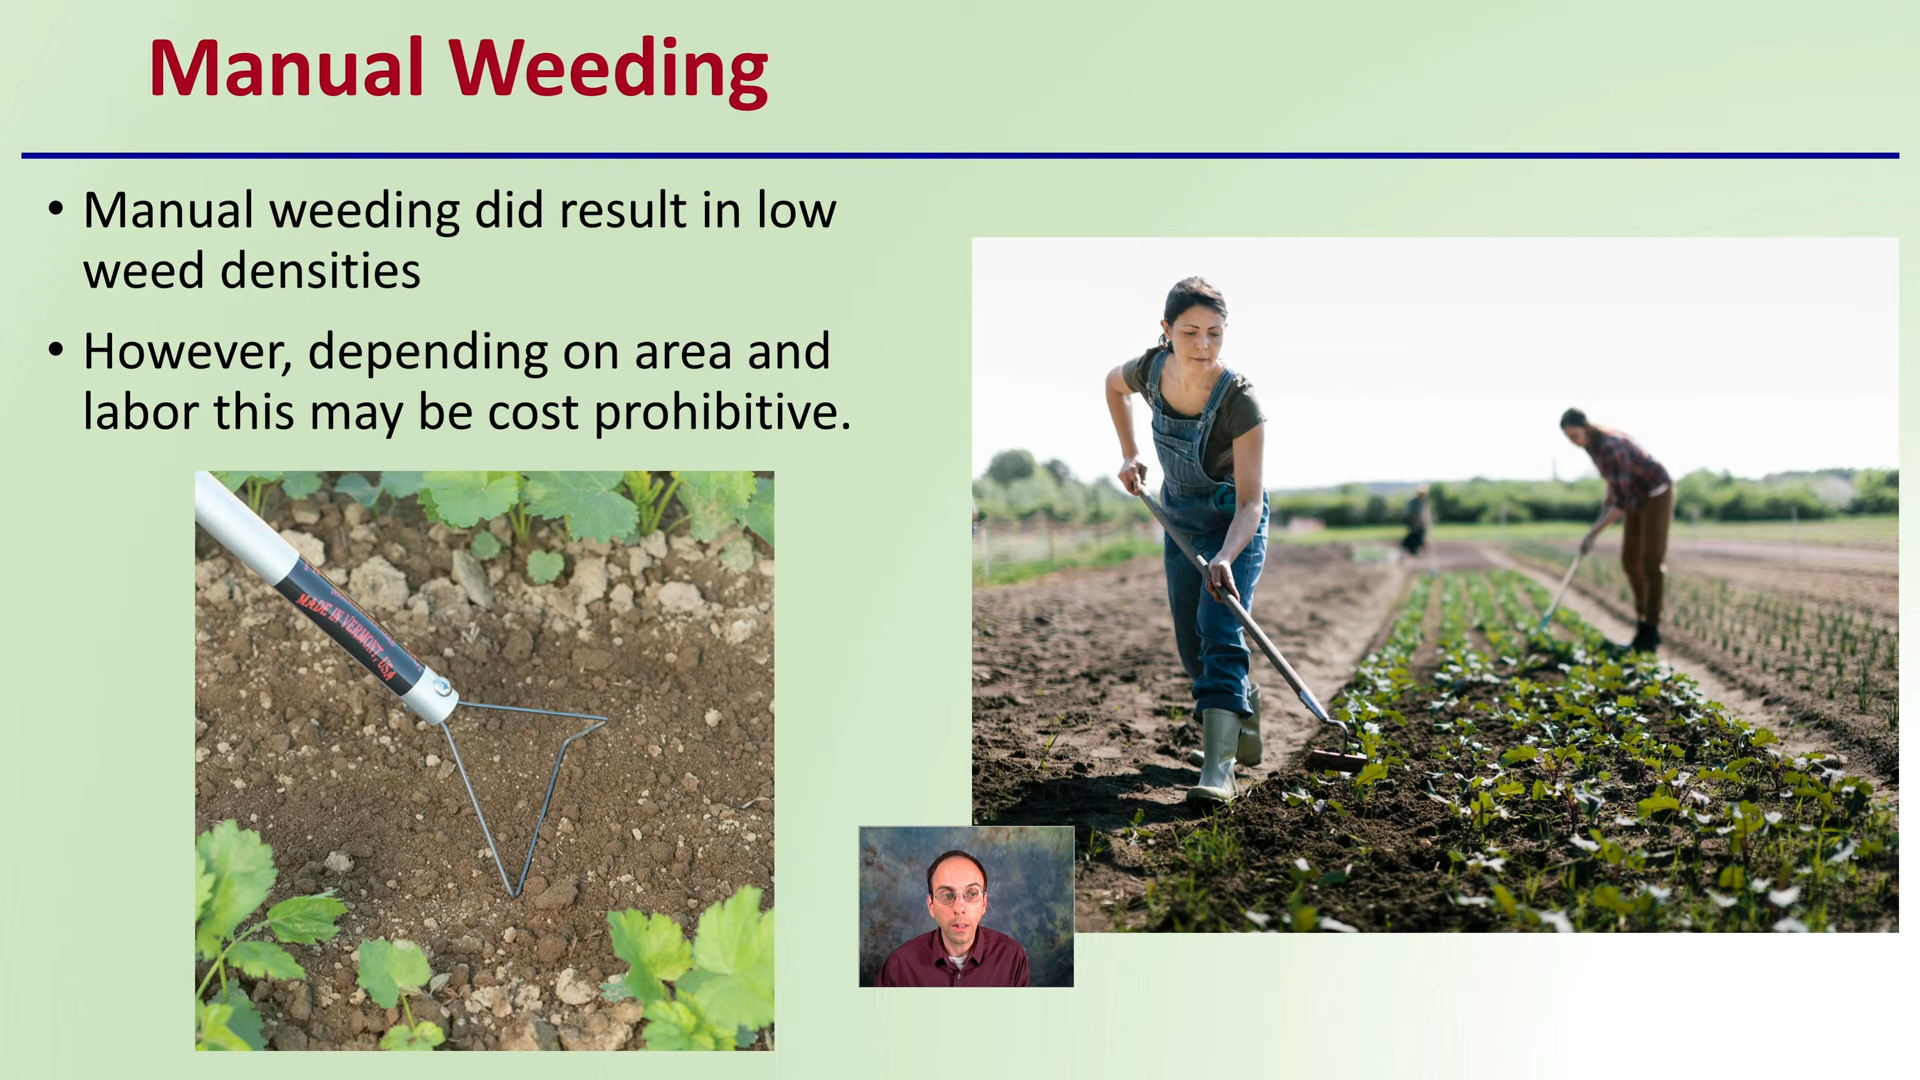 Manual Weeding
• Manual weeding did result in low
weed densities
• However, depending on area and
labor this may be cost prohibitive.
MADE IN VERMONT, USA